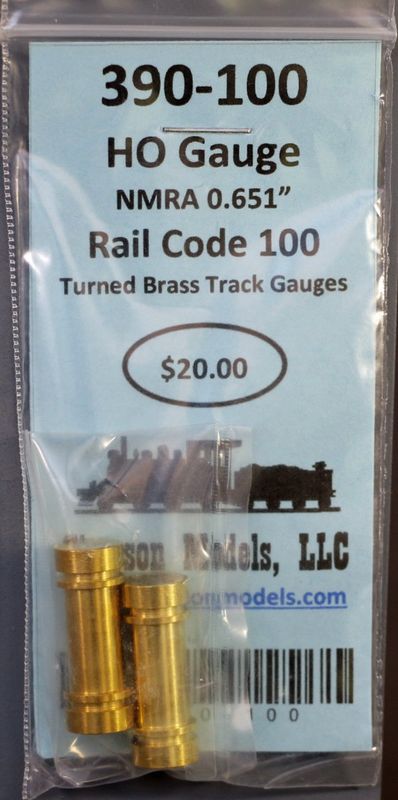 390-100
HO Gauge
NMRA 0.651”
Rail Code 100
Turned Brass Track Gauges
$20.00
Models, LLC